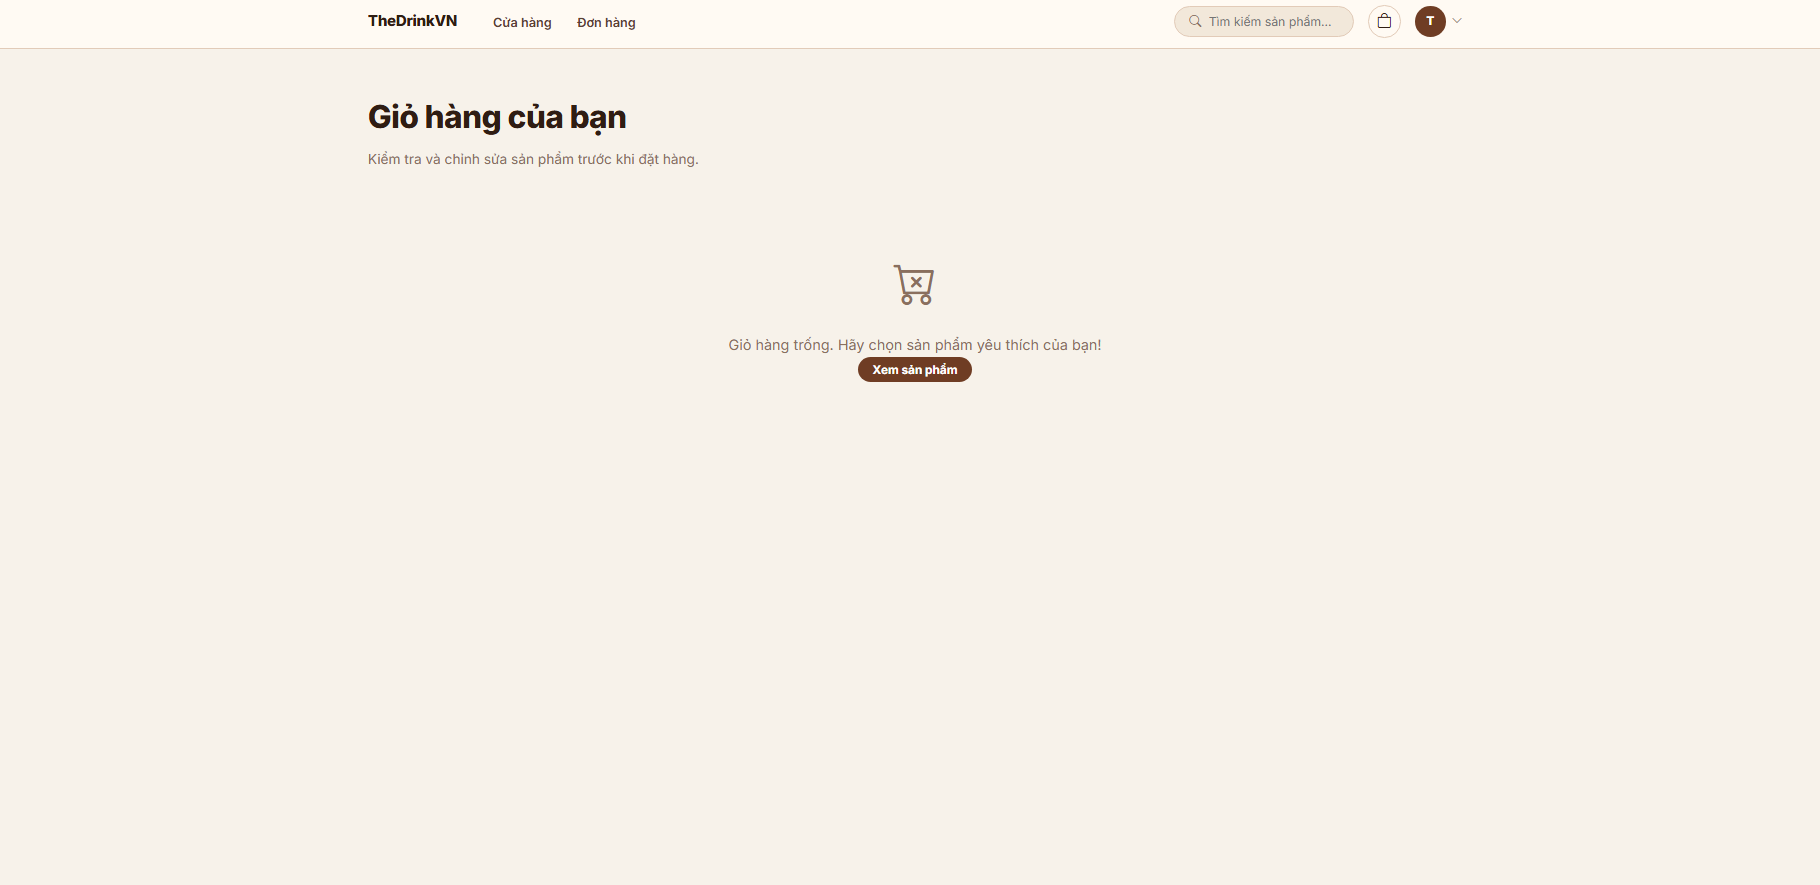 TheDrinkVN
Cửa hàng
Đơn hàng
Tìm kiếm sản phẩm...
T
Giỏ hàng của bạn
Kiểm tra và chỉnh sửa sản phẩm trước khi đặt hàng.
Giỏ hàng trống. Hãy chọn sản phẩm yêu thích của bạn!
Xem sản phẩm